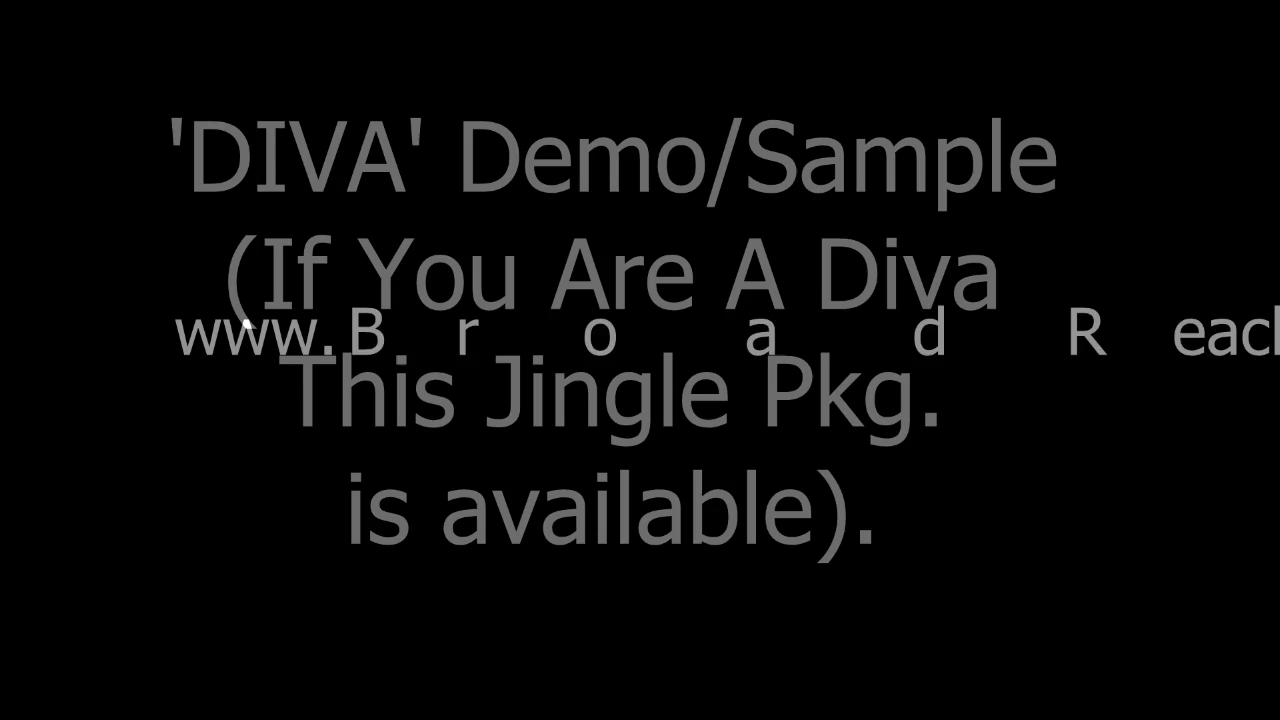 'DIVA' Demo/Sample
(If You Are A Diva
www.B r o a d R each
This Jingle Pkg.
is available).